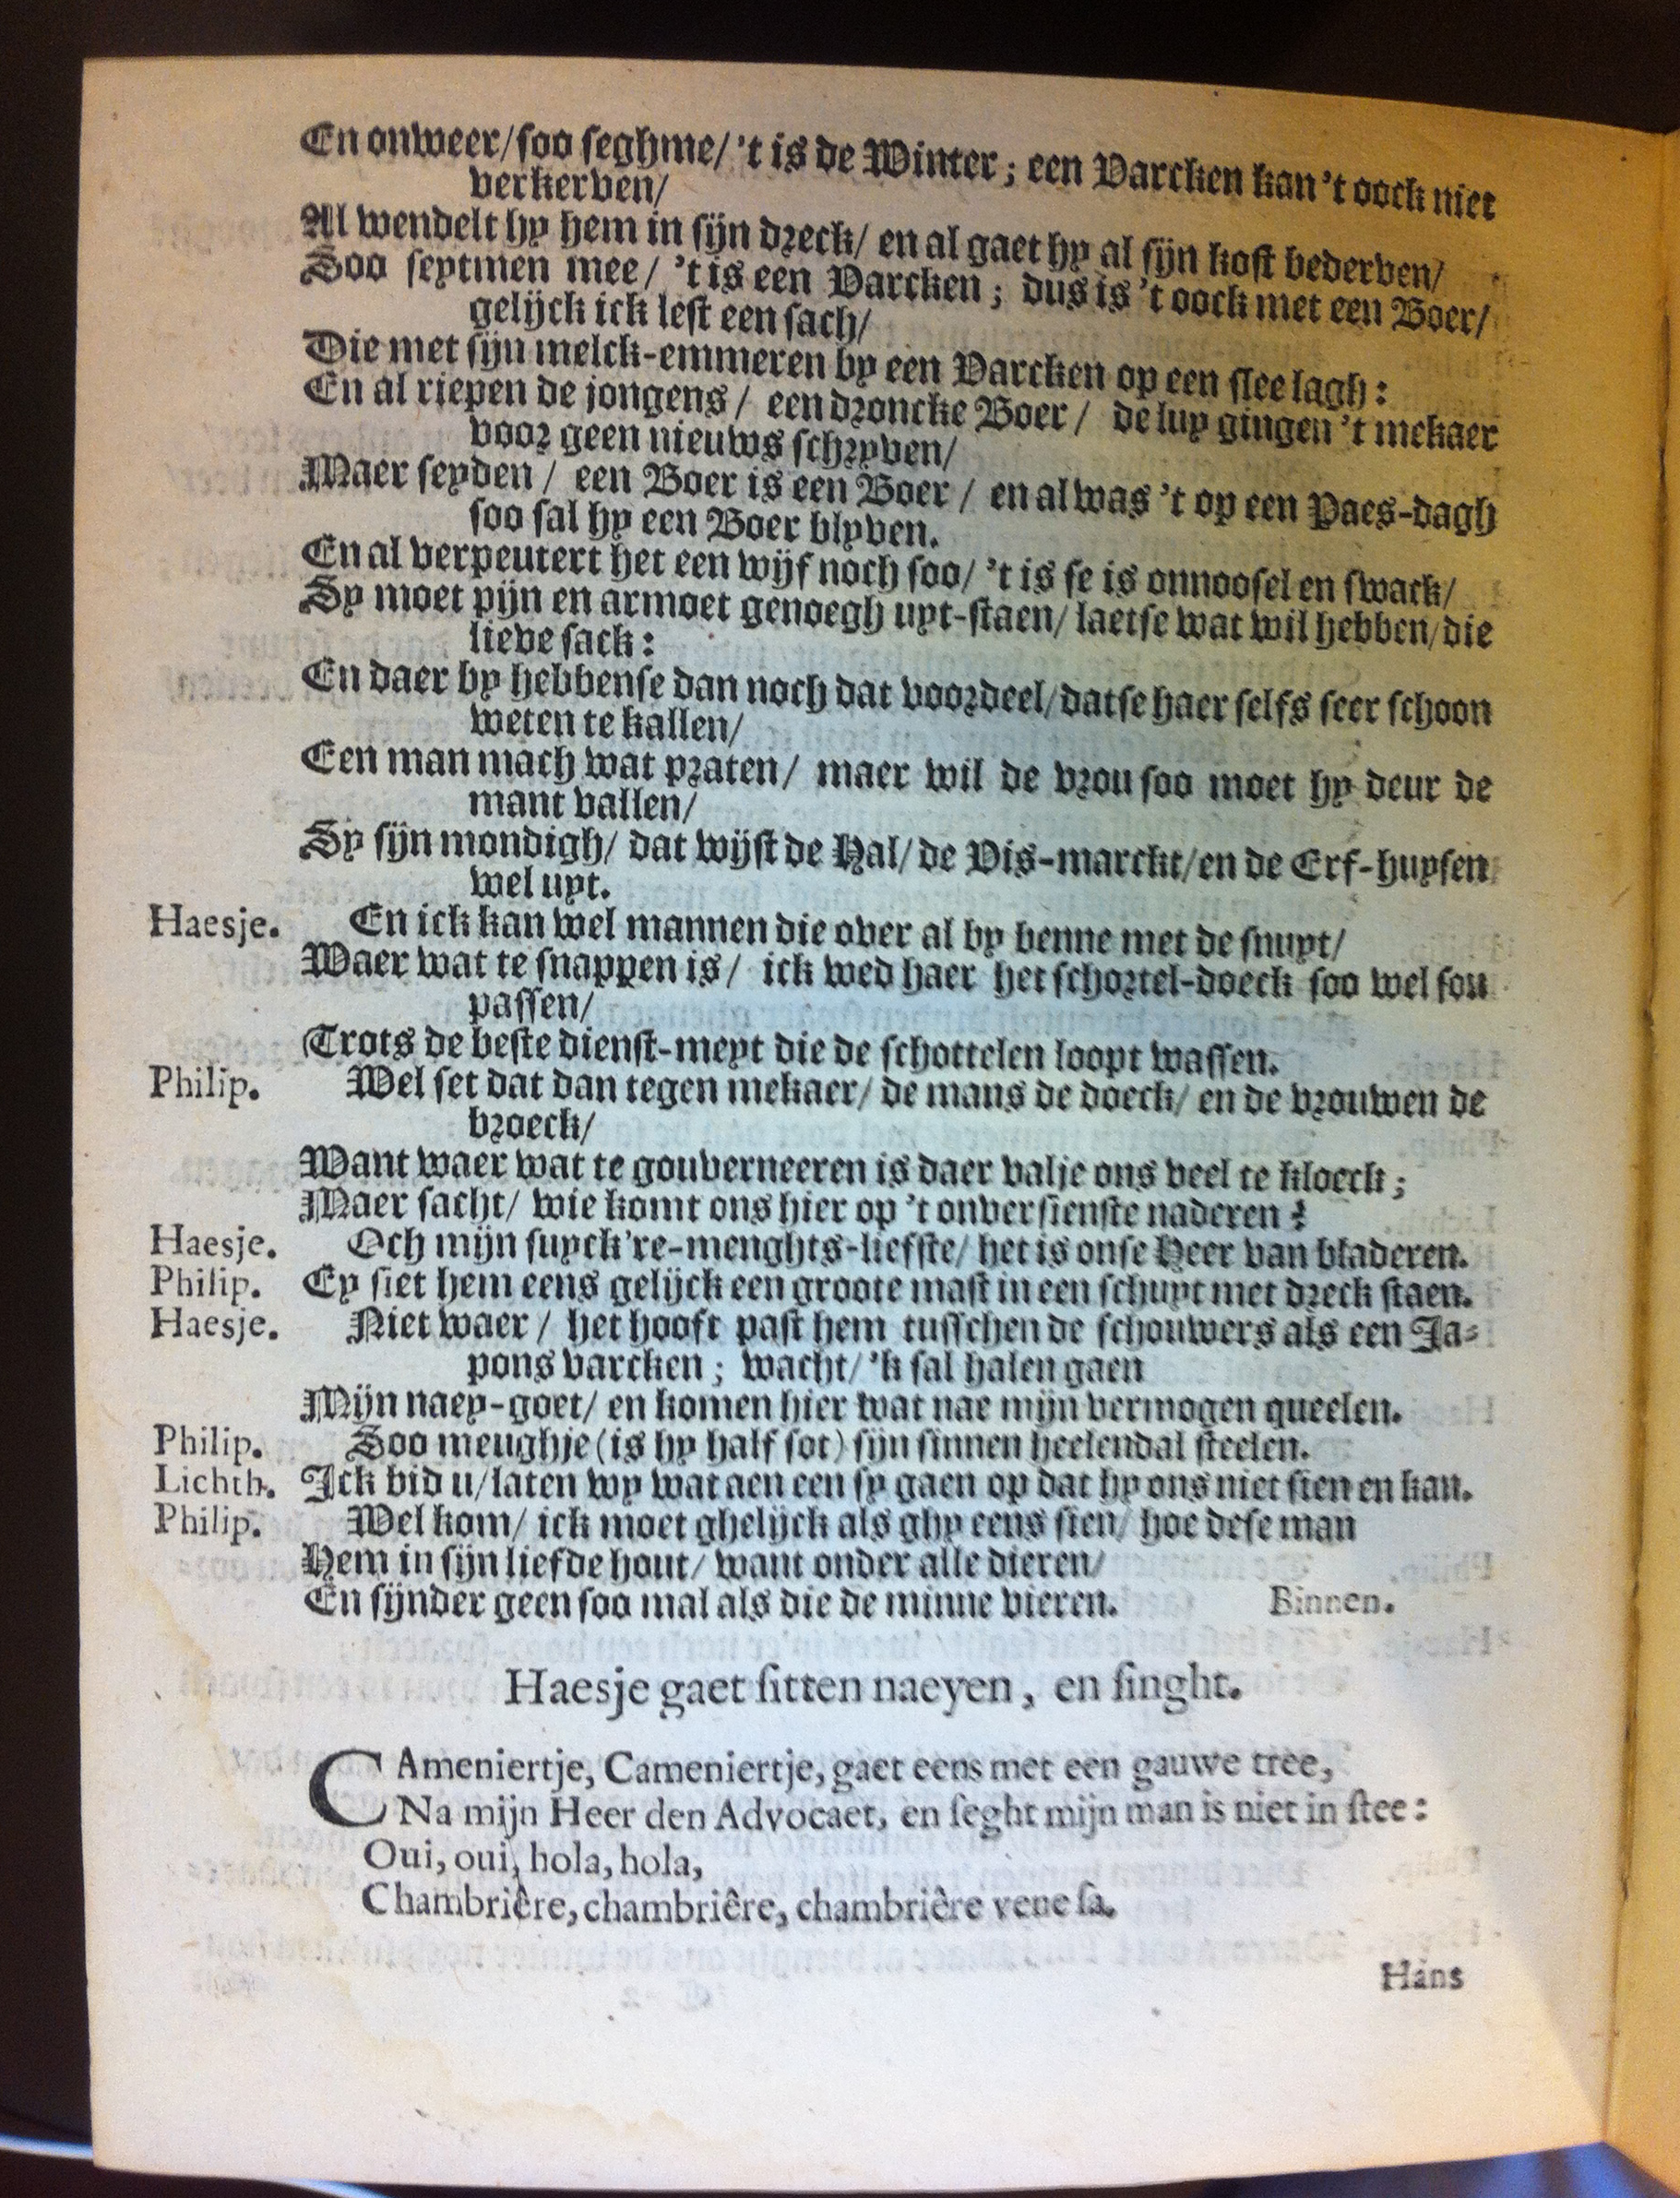 En onweer/ soo seghme/ 't is de Winter; een Varcken kan 't oock niet
verkerven/
Al wendelt hy hem in sijn dreck/ en al gaet hy al sijn kost bederven/
Soo seytmen mee/ 't is een Varcken; dus is 't oock met een Boer/
gelijck ick lest een sach/
Die met sijn melck-emmeren by een Varcken op een slee lagh:
En al riepen de jongens/ een droncke Boer/ de luy gingen 't mekaer
voor geen nieuws schryven/
Maer seyden/ een Boer is een Boer/ en al was 't op een Paes-dagh
soo sal hy een Boer blyven.
En al verpeutert het een wijf noch soo/ 't is se is onnoosel en swack/
Sy moet pijn en armoet genoegh uyt-staen/ laetse wat wil hebben/ die
lieve sack:
En daer by hebbense dan noch dat voordeel/ datse haer selfs seer schoon
weten te kallen/
Een man mach wat praten/ maer wil de vrou soo moet hy deur de
mant vallen/
Sy sijn mondigh/ dat wijst de Hal/ de Vis-marckt/ en de Erf-huysen
wel uyt.
Haesje. En ick kan wel mannen die over al by benne met de snuyt/
Waer wat te snappen is/ ick wed haer het schortel-doeck soo wel sou
passen/
Trots de beste dienst-meyt die de schottelen loopt wassen.
Philip. Wel set dat dan tegen mekaer/ de mans de doeck/ en de vrouwen de
broeck/
Want waer wat te gouverneeren is daer valje ons veel te kloeck;
Maer sacht/ wie komt ons hier op 't onversienste naderen?
Haesje. Och mijn suyck're-menghts-liefste/ het is onse Heer van bladeren.
Philip. Ey siet hem eens gelijck een groote mast in een schuyt met dreck staen.
Haesje. Niet waer/ het hooft past hem tusschen de schouwers als een Ja-
pons varcken; wacht/ 'k sal halen gaen
Mijn naey-goet/ en komen hier wat nae mijn vermogen queelen.
Philip. Soo meughje (is hy half sot) sijn sinnen heelendal steelen.
Lichth. Ick bid u/ laten wy wat aen een sy gaen op dat hy ons niet sien en kan.
Philip. Wel kom/ ick moet ghelijck als ghy eens sien/ hoe dese man
Hem in sijn liefde hout/ want onder alle dieren/
En sijnder geen soo mal als die de minne vieren. Binnen.
Haesje gaet sitten naeyen, en singht.
CAmeniertje, Cameniertje, gaet eens met een gauwe tree,
Na mijn Heer den Advocaet, en seght mijn man is niet in stee:
Oui, oui, hola, hola,
Chambriêre, chambriêre, chambriêre vene sa.
Hans